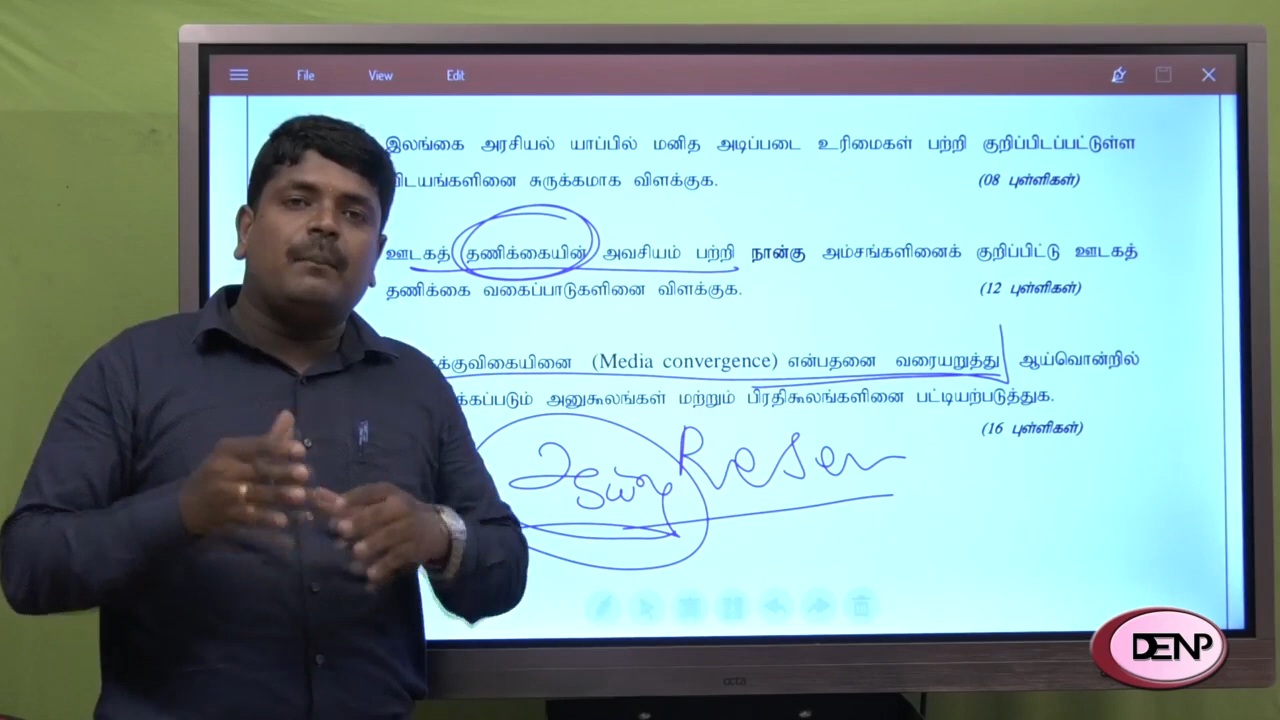 File View Edit
இலங்கை அரசியல் யாப்பில் மனித அடிப்படை உரிமைகள் பற்றி குறிப்பிடப்பட்டுள்ள
விடயங்களினை சுருக்கமாக விளக்குக. (08 புள்ளிகள்)
ஊடகத் தணிக்கையின் அவசியம் பற்றி நான்கு அம்சங்களினைக் குறிப்பிட்டு ஊடகத்
தணிக்கை வகைப்பாடுகளினை விளக்குக. (12 புள்ளிகள்)
(Media convergence) என்பதனை வரையறுத்து ஆய்வொன்றில்
அனுகூலங்கள் மற்றும் பிரதிகூலங்களினை பட்டியற்படுத்துக.
(16 புள்ளிகள்)
DENP